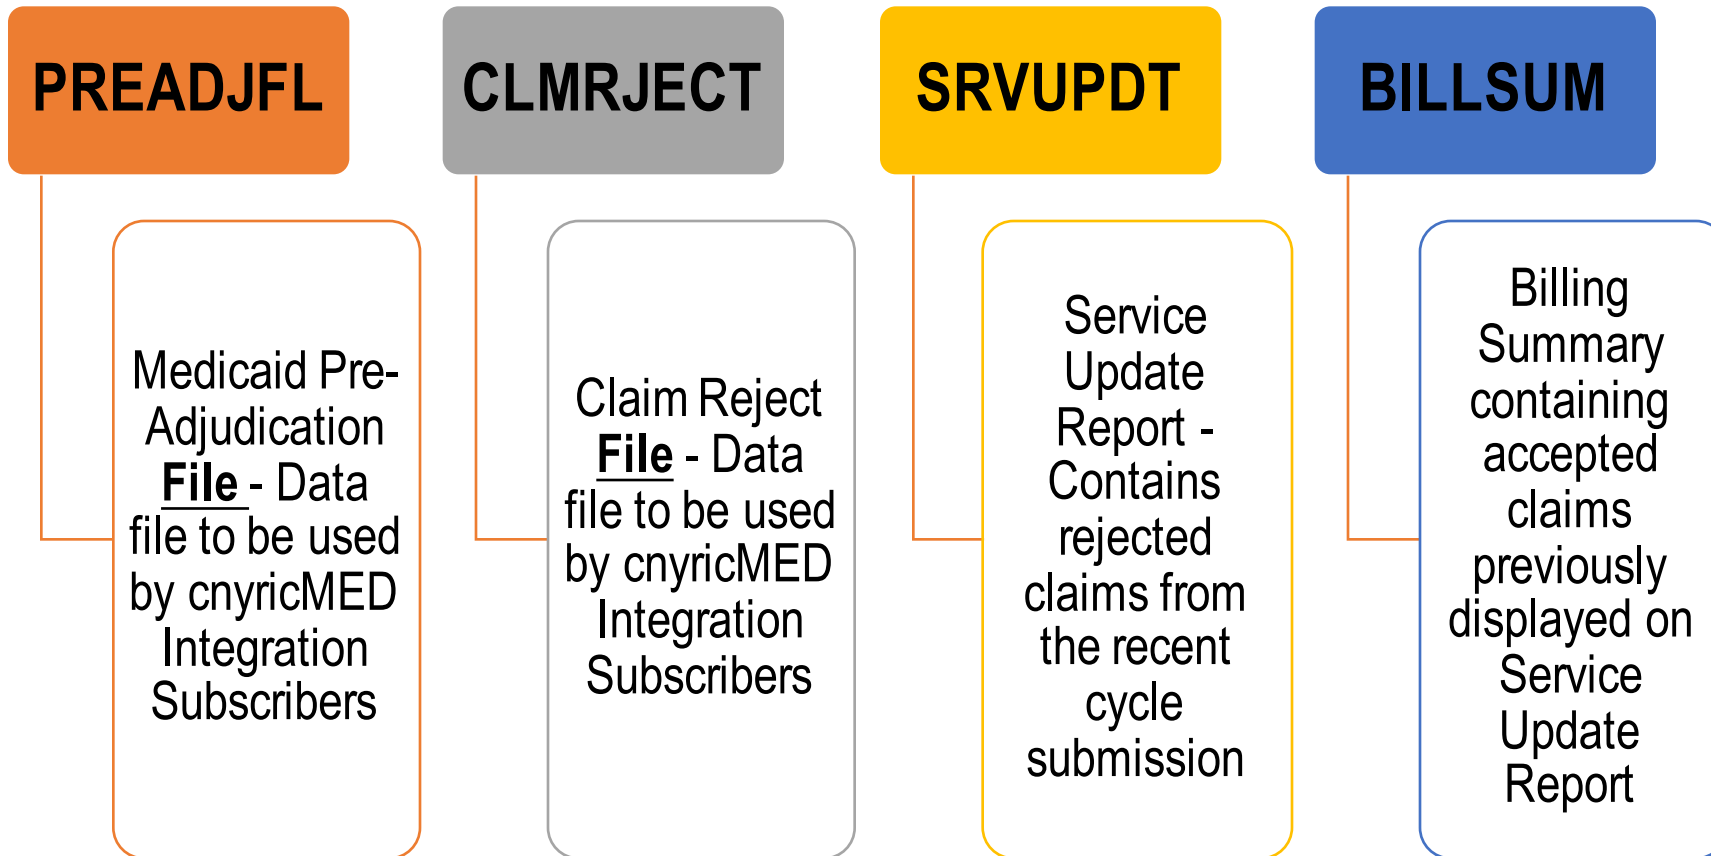 PREADJFL
Medicaid Pre-
Adjudication
File - Data
file to be used
by cnyricMED
Integration
Subscribers
CLMRJECT
Claim Reject
File - Data
file to be used
by cnyricMED
Integration
Subscribers
SRVUPDT
Service
Update
Report -
Contains
rejected
claims from
the recent
cycle
submission
BILLSUM
Billing
Summary
containing
accepted
claims
previously
displayed on
Service
Update
Report